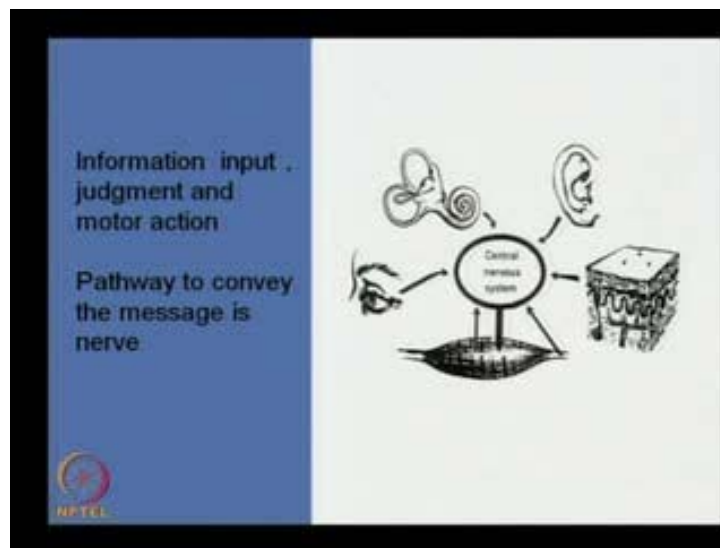 Information input .
judgment and
motor action
Pathway to convey
the message is
nerve
Central
nervous
system
NPTEL